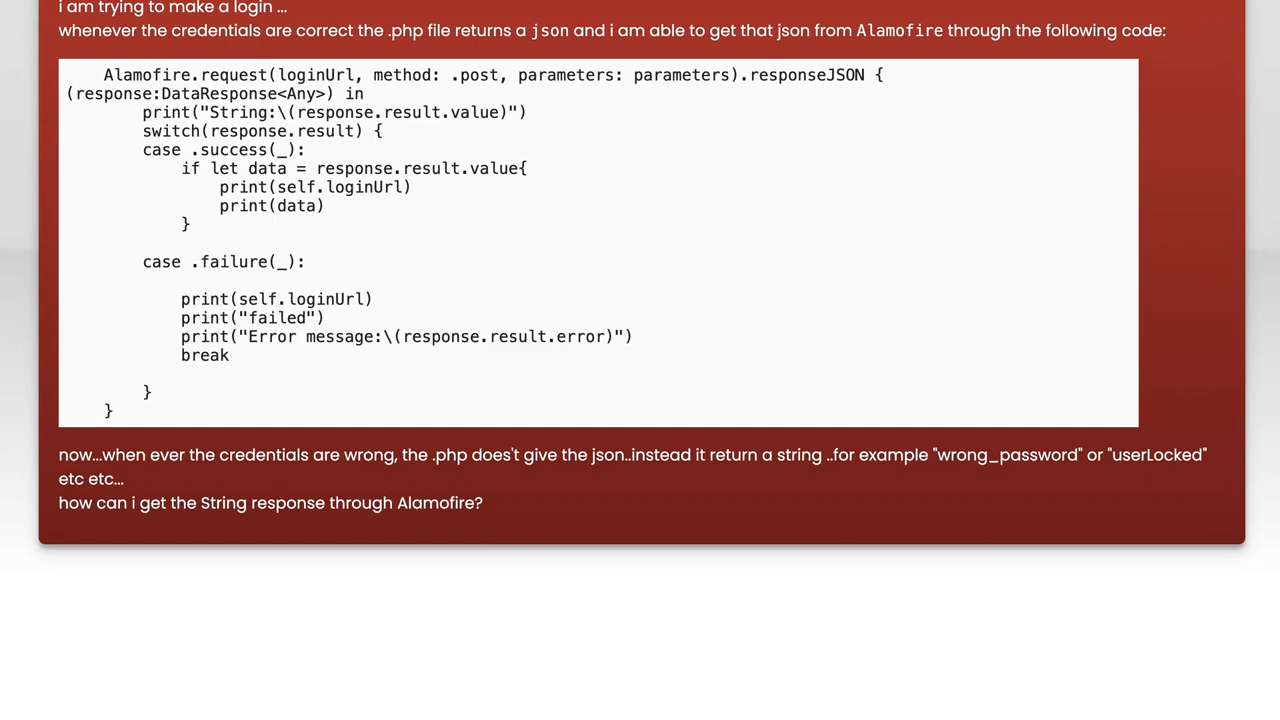 i am trying to make a login ...
whenever the credentials are correct the .php file returns a json and i am able to get that json from Alamofire through the following code:
Alamofire.request(loginUrl, method: .post, parameters: parameters).responseJSON {
(response:DataResponse<Any>) in
print("String:\(response.result.value)")
switch(response.result) {
case .success(_):
if let data = response.result.value{
print(self.loginUrl)
print(data)
}
case .failure(_):
print(self.loginUrl)
print("failed")
print("Error message:\(response.result.error)")
break
}
}
now...when ever the credentials are wrong, the .php does't give the json..instead it return a string ..for example "wrong_password" or "userLocked"
etc etc...
how can i get the String response through Alamofire?